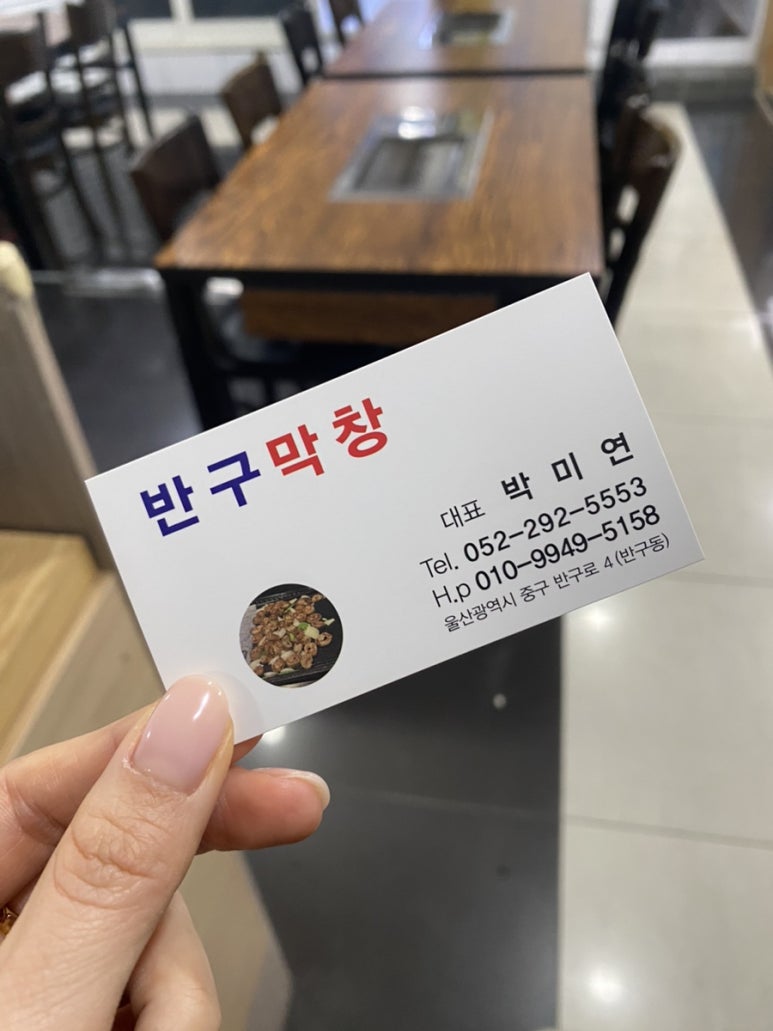 반구막창
대표 박 미 연
Tel. 052-292-5553
H.p 010-9949-5158
울산광역시 중구 반구로 4 (반구동)